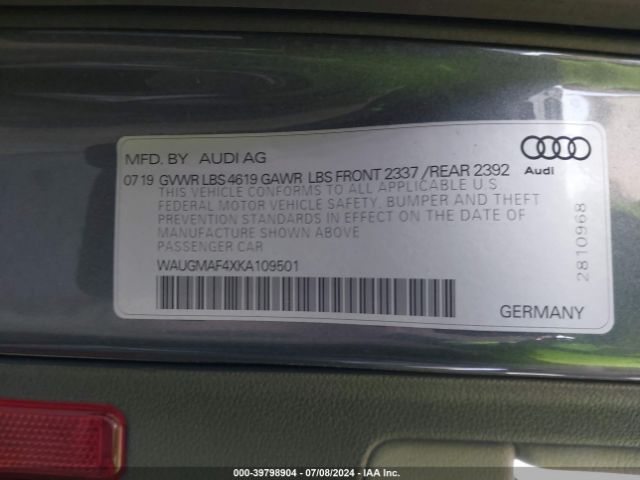 MFD. BY AUDI AG
Audi
07 19 GVWR LBS 4619 GAWR LBS FRONT 2337 /REAR 2392
THIS VEHICLE CONFORMS TO ALL APPLICABLE U.S
FEDERAL MOTOR VEHICLE SAFETY, BUMPER AND THEFT
PREVENTION STANDARDS IN EFFECT ON THE DATE OF
MANUFACTURE SHOWN ABOVE
PASSENGER CAR
WAUGMAF4XKA109501
2810968
GERMANY
000-39798904 - 07/08/2024 - IAA Inc.